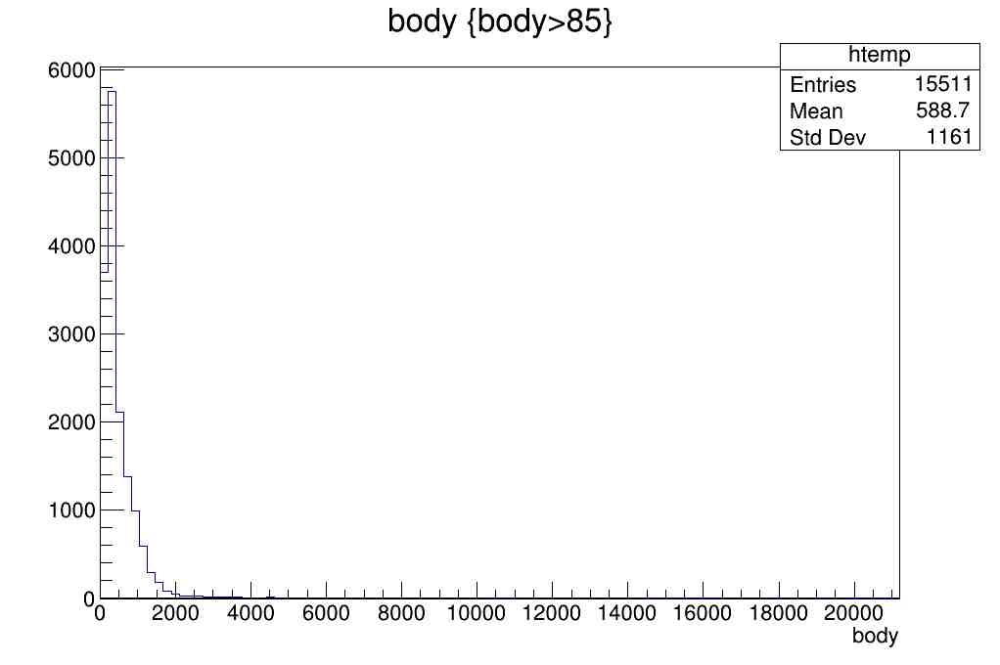 body {body>85}
htemp
Entries 15511
Mean 588.7
Std Dev 1161
6000
5000
4000
3000
2000
1000
0
0 2000 4000 6000 8000 10000 12000 14000 16000 18000 20000
body